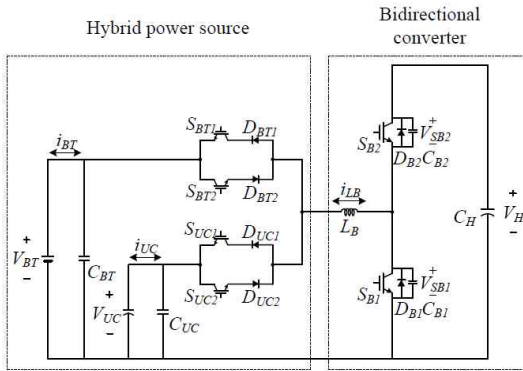 Hybrid power source
Bidirectional
converter
S_BT1 D_BT1
i_BT
S_BT2 D_BT2
S_B2
+
V_SB2
−
D_B2 C_B2
i_LB
L_B
C_H
+
V_H
−
+
V_BT
−
C_BT
i_UC
S_UC1 D_UC1
S_UC2 D_UC2
+
V_UC
−
C_UC
S_B1
+
V_SB1
−
D_B1 C_B1